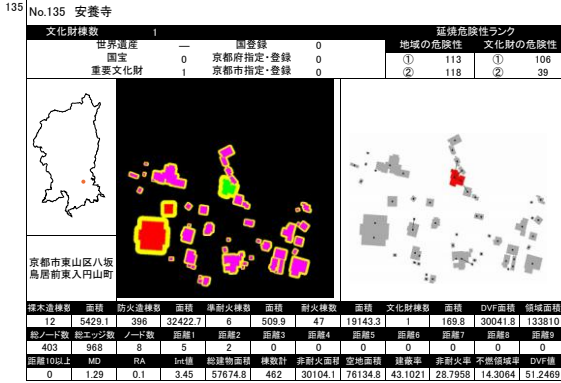 135
No.135 安養寺
文化財棟数 1 延焼危険性ランク
世界遺産 — 国登録 0 地域の危険性 文化財の危険性
国宝 0 京都府指定・登録 0 ① 113 ① 106
重要文化財 1 京都市指定・登録 0 ② 118 ② 39
京都市東山区八坂
鳥居前東入円山町
裸木造棟数 面積 防火造棟数 面積 準耐火棟数 面積 耐火棟数 面積 文化財棟数 面積 DVF面積 領域面積
12 5429.1 396 32422.7 6 509.9 47 19143.3 1 169.8 30041.8 133810
総ノード数 総エッジ数 ノード数 距離1 距離2 距離3 距離4 距離5 距離6 距離7 距離8 距離9
403 968 8 5 2 0 0 0 0 0 0 0
距離10以上 MD RA Int値 総建物面積 棟数計 非耐火面積 空地面積 建蔽率 非耐火率 不燃領域率 DVF値
0 1.29 0.1 3.45 57674.8 462 30104.1 76134.8 43.1021 28.7958 14.3064 51.2469